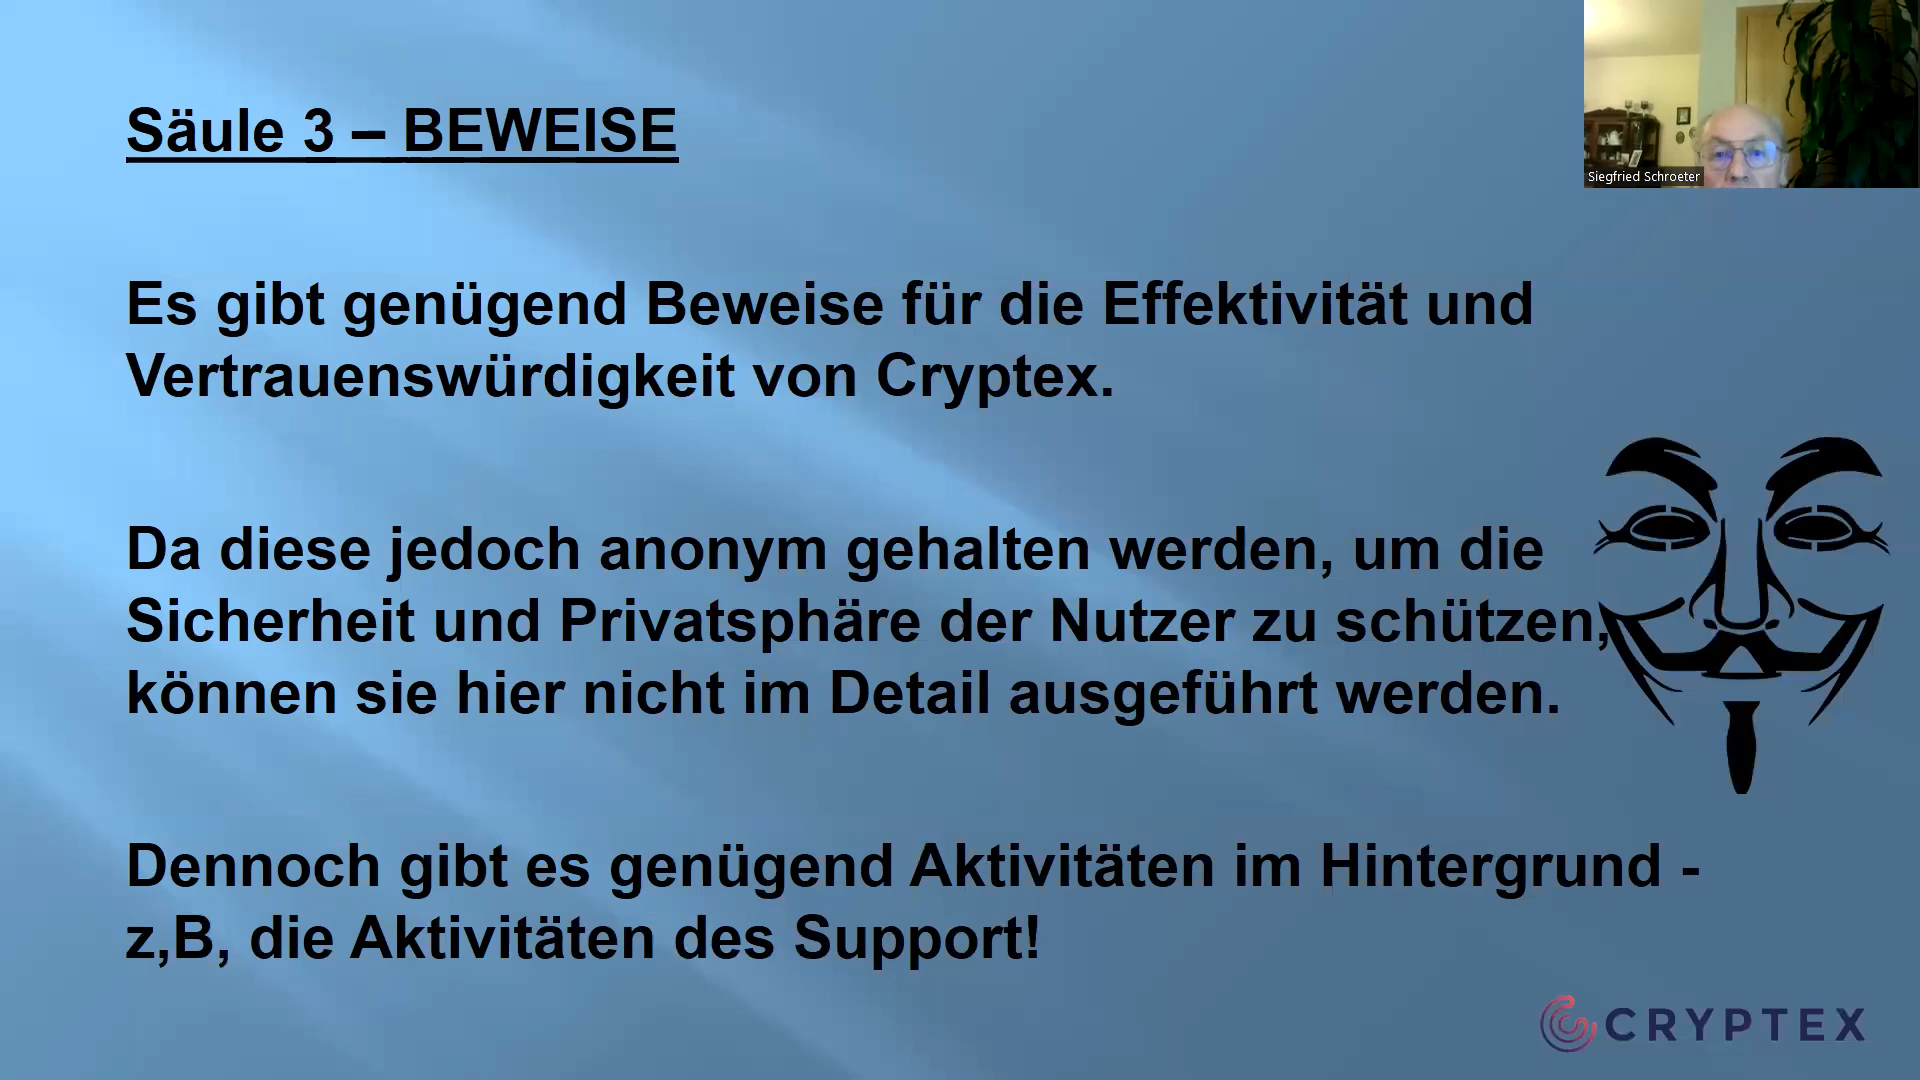 Säule 3 – BEWEISE
Siegfried Schroeter
Es gibt genügend Beweise für die Effektivität und
Vertrauenswürdigkeit von Cryptex.
Da diese jedoch anonym gehalten werden, um die
Sicherheit und Privatsphäre der Nutzer zu schützen,
können sie hier nicht im Detail ausgeführt werden.
Dennoch gibt es genügend Aktivitäten im Hintergrund -
z,B, die Aktivitäten des Support!
CRYPTEX